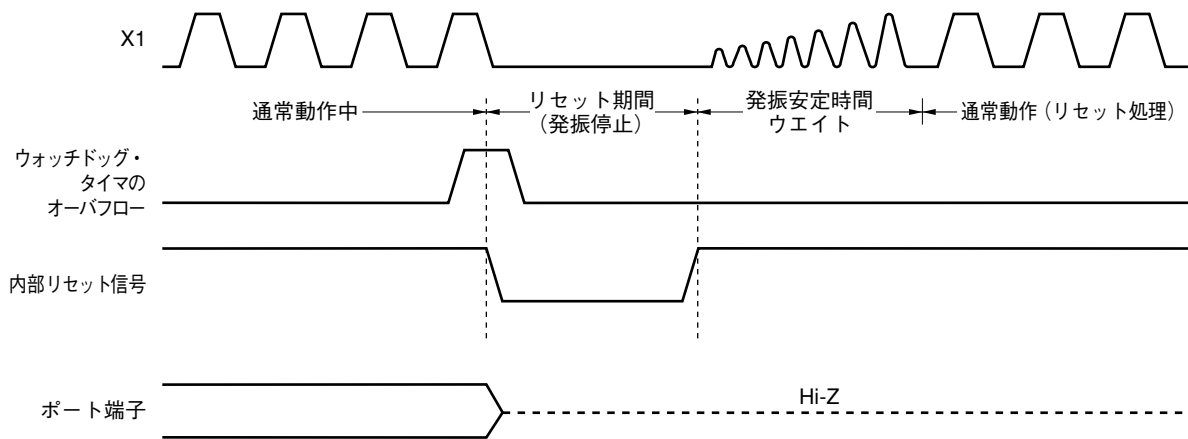 X1
通常動作中
リセット期間
(発振停止)
発振安定時間
ウエイト
通常動作(リセット処理)
ウォッチドッグ・
タイマの
オーバフロー
内部リセット信号
ポート端子
Hi-Z